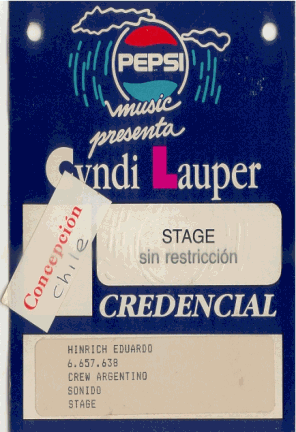 PEPSI
music
presenta
Cyndi Lauper
Concepción
chile
STAGE
sin restricción
CREDENCIAL
HINRICH EDUARDO
6.657.638
CREW ARGENTINO
SONIDO
STAGE